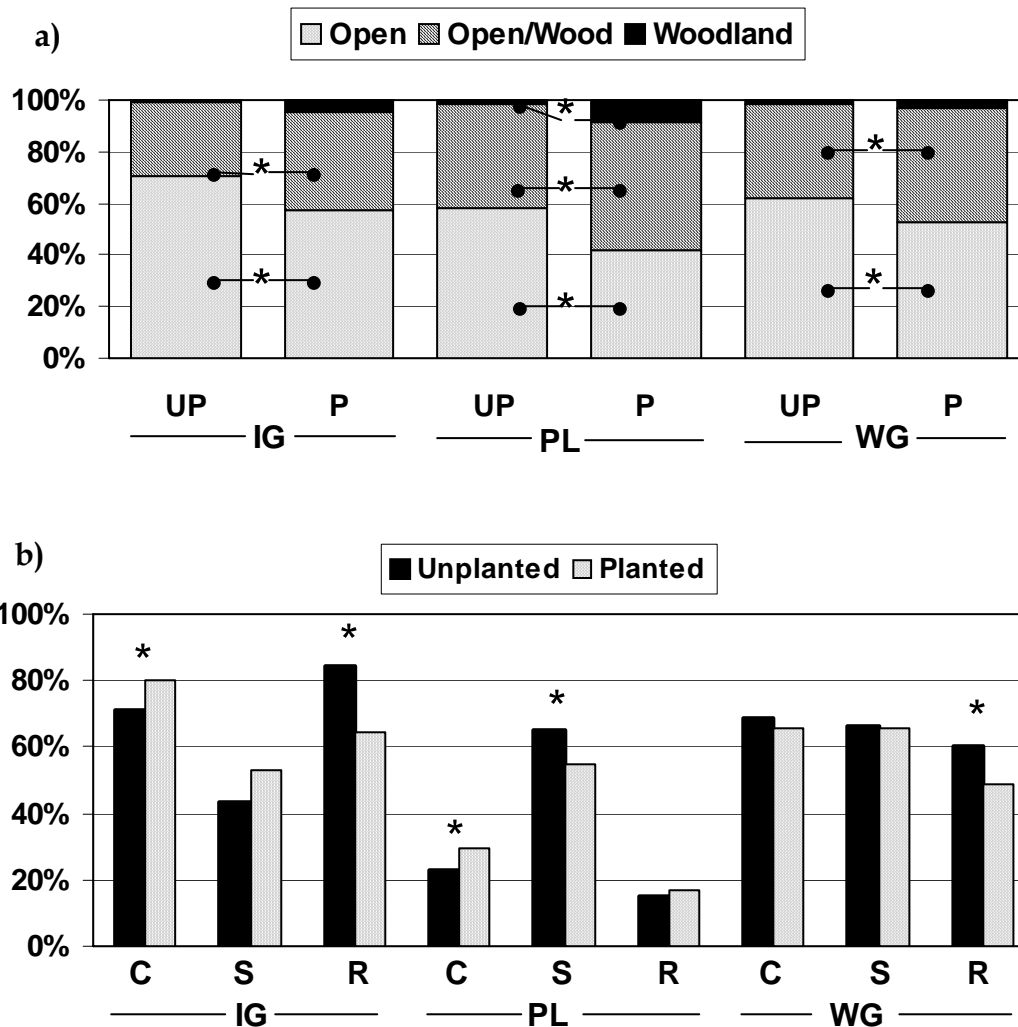 a)
Open Open/Wood Woodland
100%
80%
60%
40%
20%
0%
* * * * * * *
UP P UP P UP P
IG PL WG
b)
Unplanted Planted
100%
80%
60%
40%
20%
0%
* * * * *
C S R C S R C S R
IG PL WG